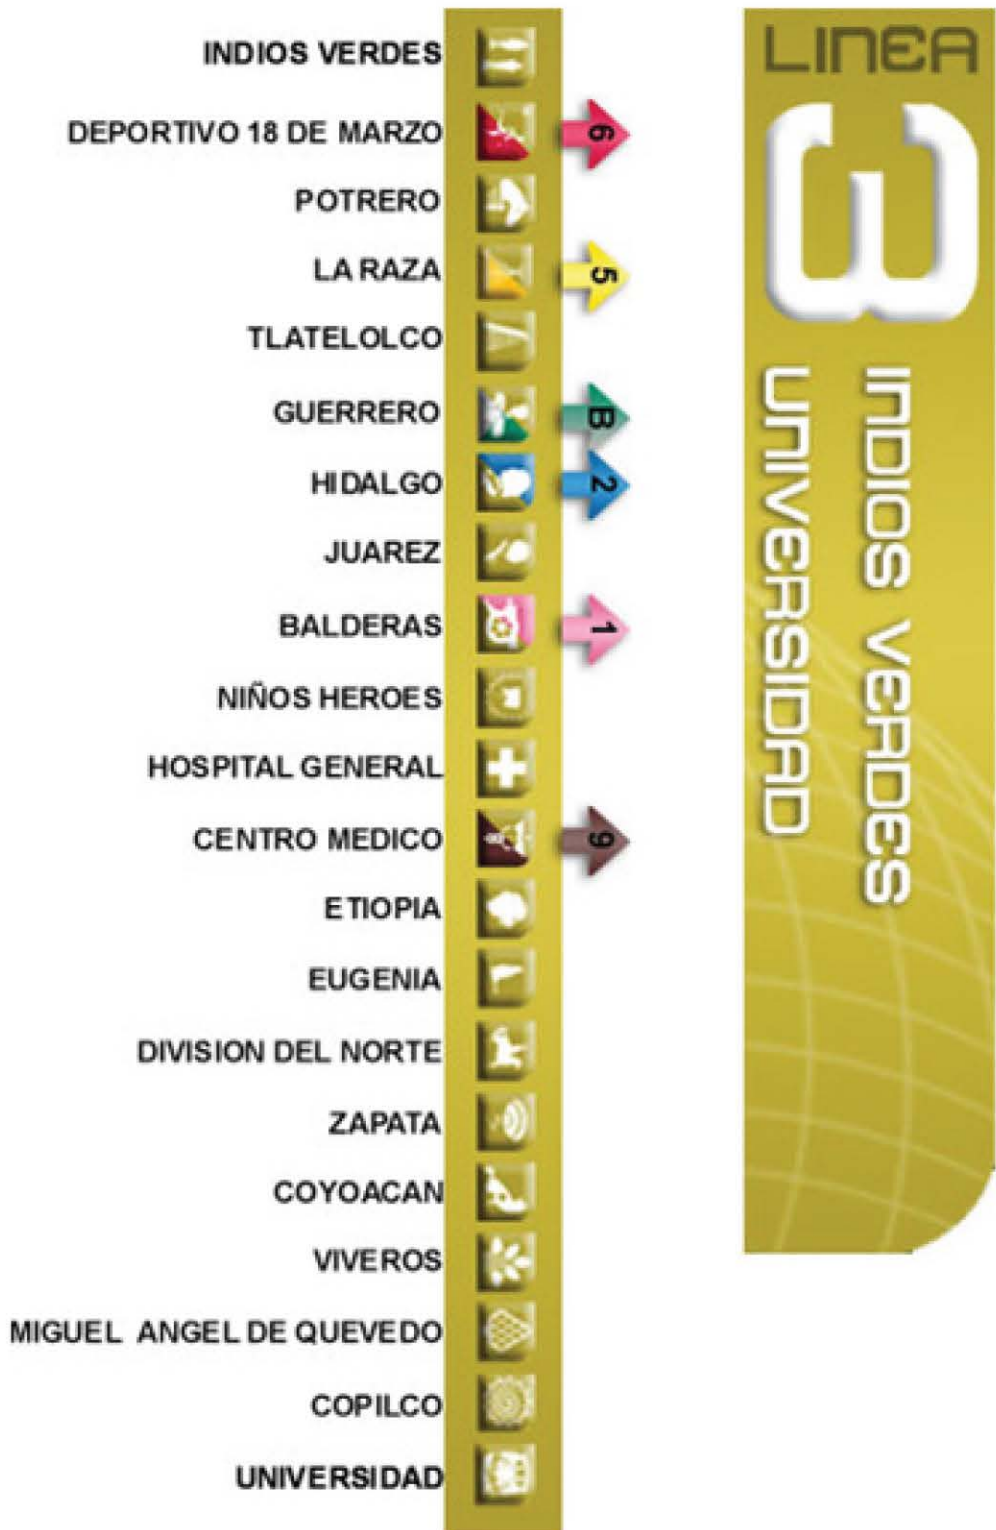 INDIOS VERDES
DEPORTIVO 18 DE MARZO
6
POTRERO
LA RAZA
5
TLATELOLCO
GUERRERO
B
HIDALGO
2
JUAREZ
BALDERAS
1
NIÑOS HEROES
HOSPITAL GENERAL
CENTRO MEDICO
9
ETIOPIA
EUGENIA
DIVISION DEL NORTE
ZAPATA
COYOACAN
VIVEROS
MIGUEL ANGEL DE QUEVEDO
COPILCO
UNIVERSIDAD
LINEA
3
INDIOS VERDES
UNIVERSIDAD